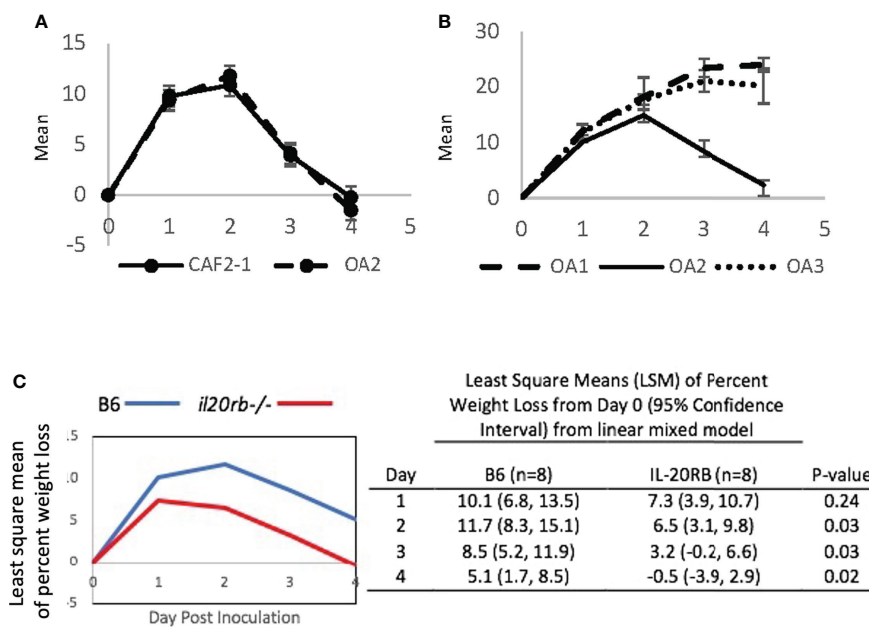 A
15
10
5
0
-5
Mean
0 1 2 3 4 5
CAF2-1 OA2
B
30
20
10
0
Mean
0 1 2 3 4 5
OA1 OA2 OA3
C
B6 il20rb-/-
Least square mean
of percent weight loss
.5
10
5
0
-5
0 1 2 3 4
Day Post Inoculation
Least Square Means (LSM) of Percent
Weight Loss from Day 0 (95% Confidence
Interval) from linear mixed model
Day B6 (n=8) IL-20RB (n=8) P-value
1 10.1 (6.8, 13.5) 7.3 (3.9, 10.7) 0.24
2 11.7 (8.3, 15.1) 6.5 (3.1, 9.8) 0.03
3 8.5 (5.2, 11.9) 3.2 (-0.2, 6.6) 0.03
4 5.1 (1.7, 8.5) -0.5 (-3.9, 2.9) 0.02